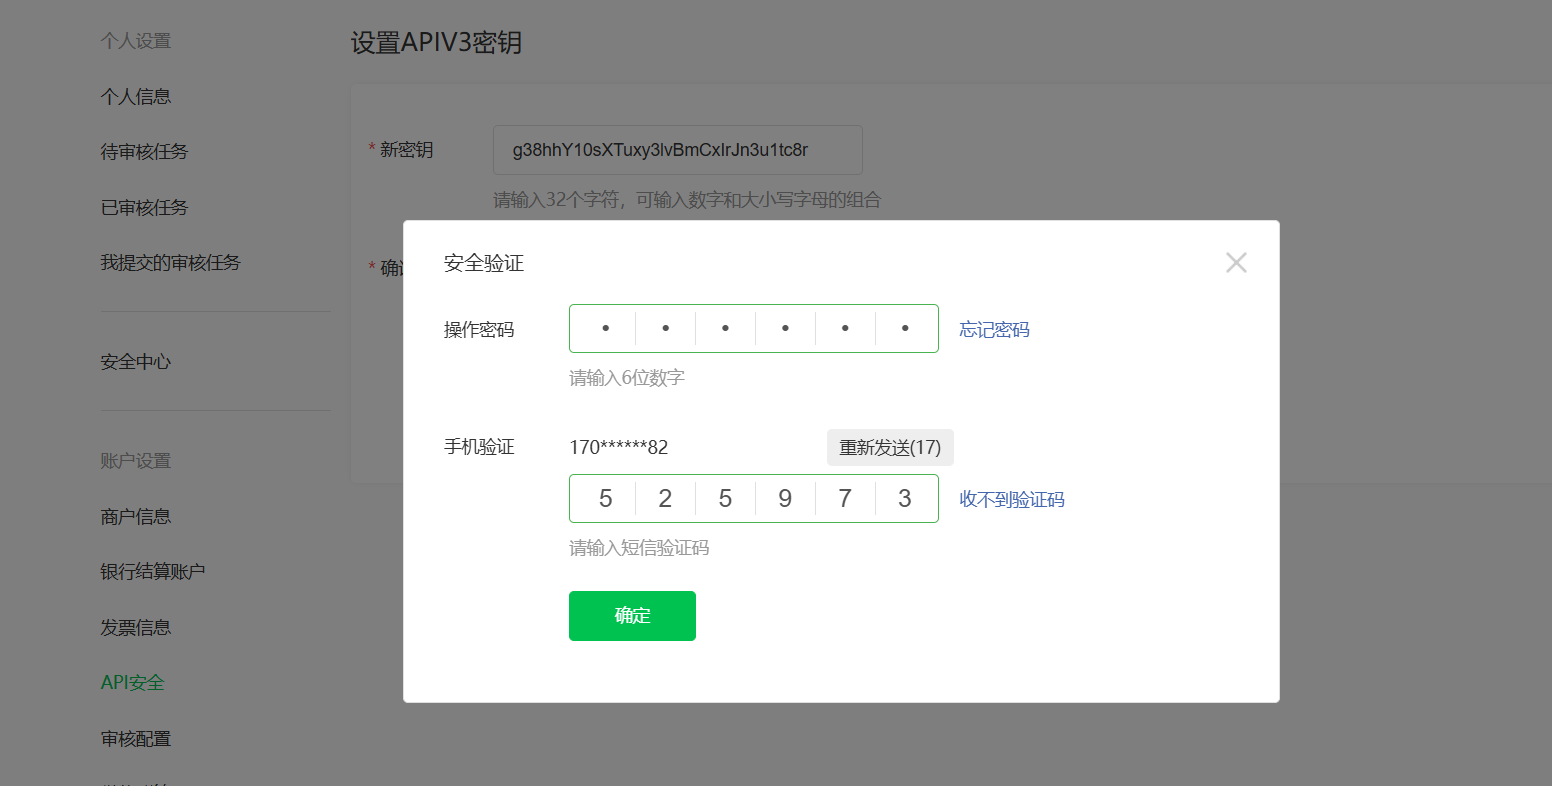 个人设置
个人信息
待审核任务
已审核任务
我提交的审核任务
安全中心
账户设置
商户信息
银行结算账户
发票信息
API安全
审核配置
设置APIV3密钥
* 新密钥
g38hhY10sXTuxy3lvBmCxIrJn3u1tc8r
请输入32个字符，可输入数字和大小写字母的组合
* 确
安全验证
操作密码
忘记密码
请输入6位数字
手机验证
170******82
重新发送(17)
5 2 5 9 7 3
收不到验证码
请输入短信验证码
确定